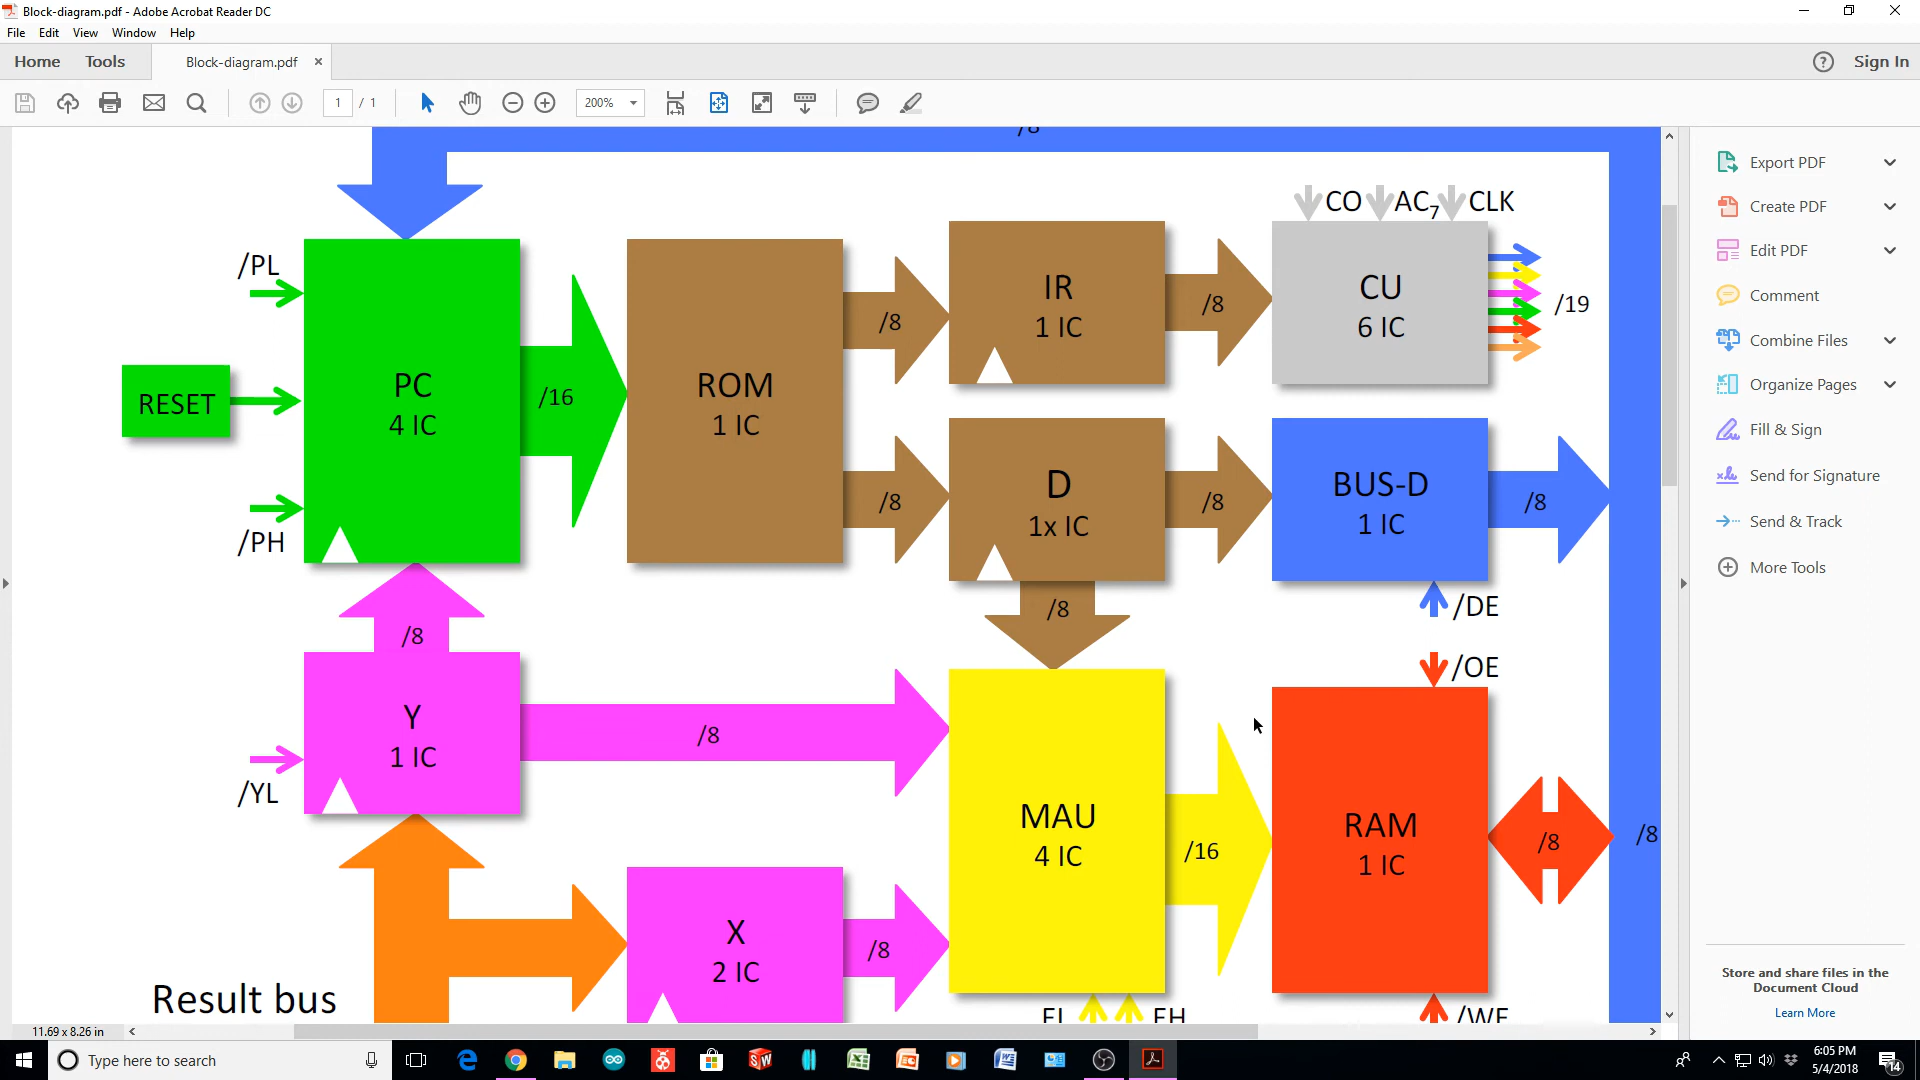 Block-diagram.pdf - Adobe Acrobat Reader DC
File Edit View Window Help
Home Tools Block-diagram.pdf × Sign In
1 / 1 200%
/8
CO AC7 CLK
/PL
PC
4 IC
/16
ROM
1 IC
/8
IR
1 IC
/8
CU
6 IC
/19
RESET
/PH
/8
D
1x IC
/8
BUS-D
1 IC
/8
/8
/DE
/8
/OE
Y
1 IC
/8
/YL
MAU
4 IC
/16
RAM
1 IC
/8
/8
X
2 IC
/8
Result bus
/WE
Export PDF
Create PDF
Edit PDF
Comment
Combine Files
Organize Pages
Fill & Sign
Send for Signature
Send & Track
More Tools
Store and share files in the
Document Cloud
Learn More
11.69 x 8.26 in
Type here to search
6:05 PM
5/4/2018
14